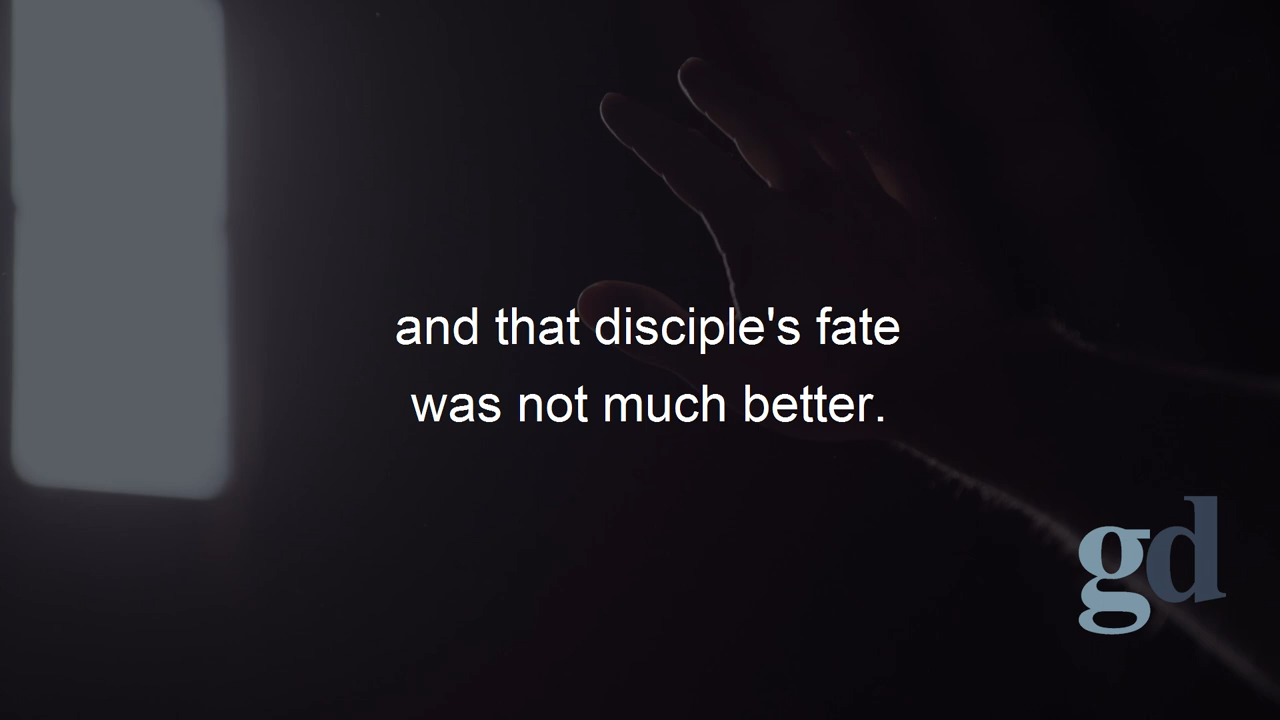 and that disciple's fate
was not much better.
gd